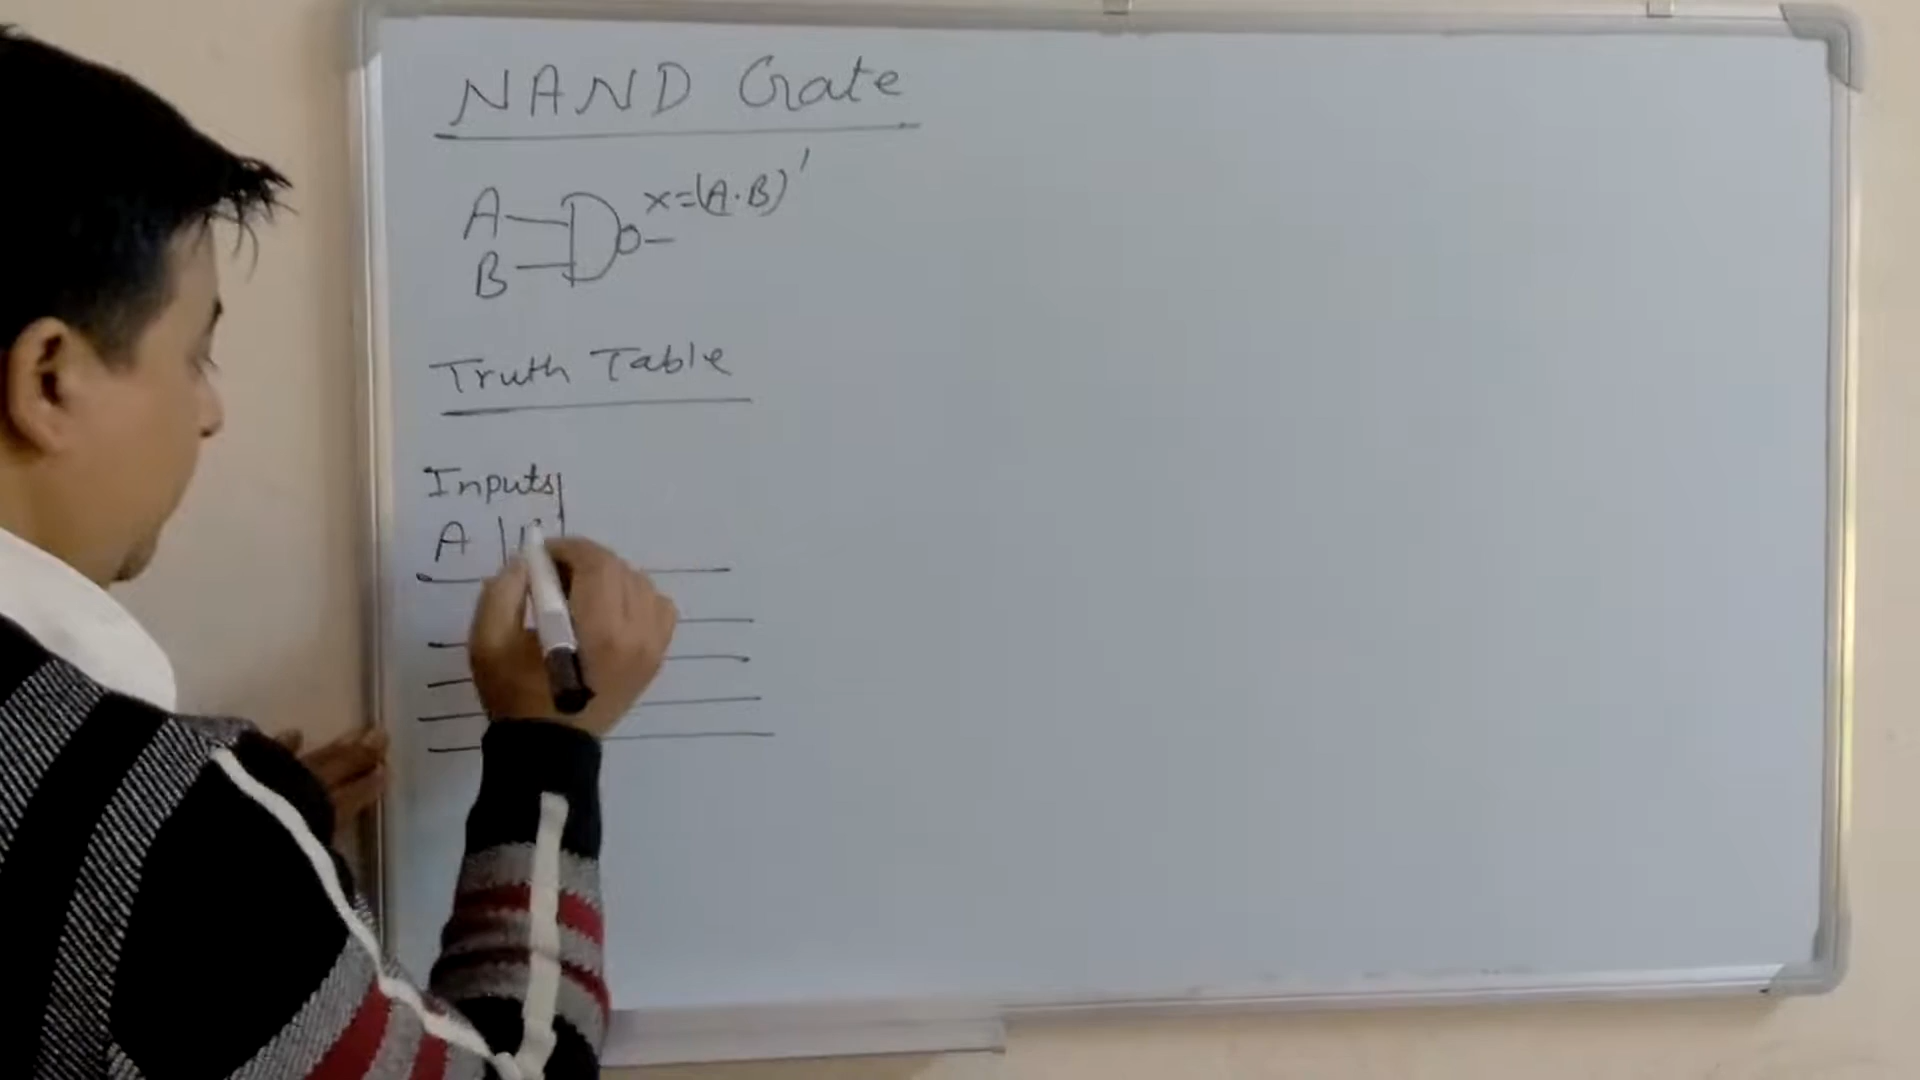 NAND Gate
x=(A.B)'
A
B
Truth Table
Inputs
A